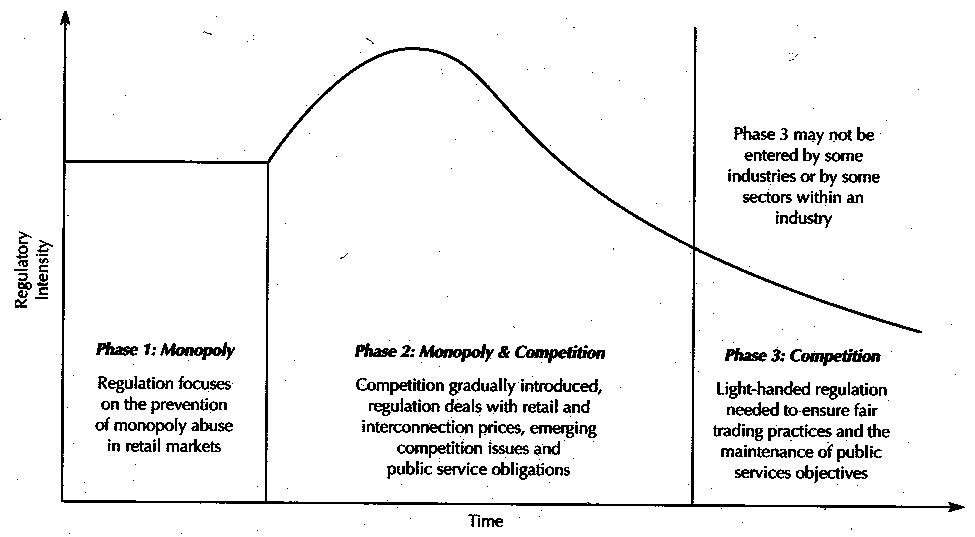 Phase 3 may not be
entered by some
industries or by some
sectors within an
industry
Regulatory
Intensity
Phase 1: Monopoly
Regulation focuses
on the prevention
of monopoly abuse
in retail markets
Phase 2: Monopoly & Competition
Competition gradually introduced,
regulation deals with retail and
interconnection prices, emerging
competition issues and
public service obligations
Phase 3: Competition
Light-handed regulation
needed to ensure fair
trading practices and the
maintenance of public
services objectives
Time